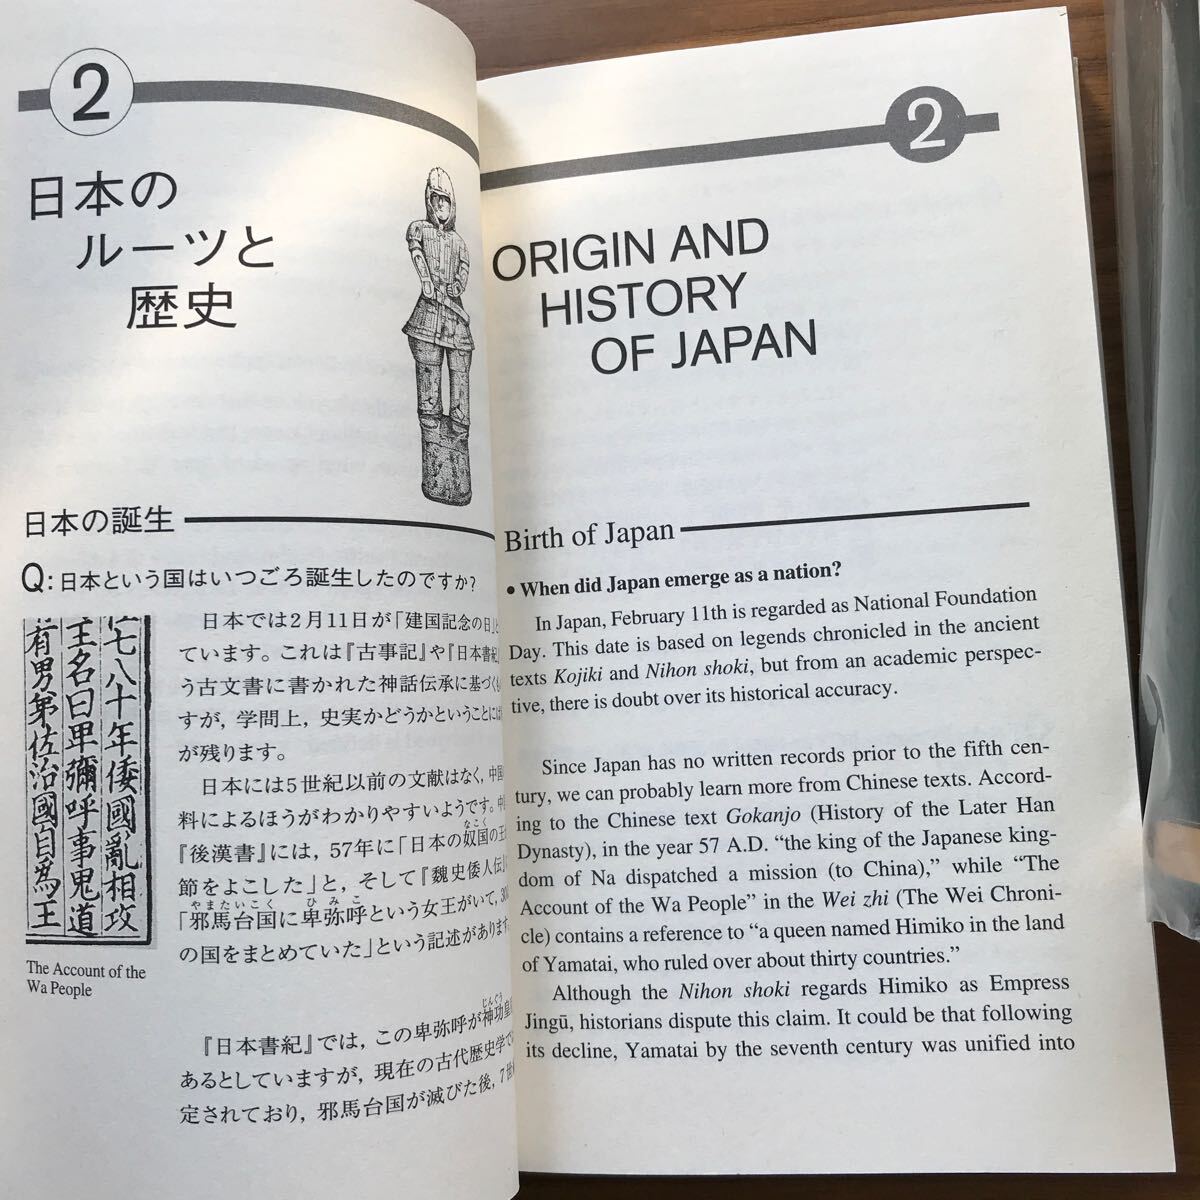 2
日本の
ルーツと
歴史
日本の誕生
Q:日本という国はいつごろ誕生したのですか?
七八十年倭國亂相攻
王名曰卑彌呼事鬼道
有男弟佐治國自爲王
The Account of the
Wa People
日本では2月11日が「建国記念の日」と
ています。これは『古事記』や『日本書紀
う古文書に書かれた神話伝承に基づくも
すが，学問上，史実かどうかということには
が残ります。
日本には5世紀以前の文献はなく，中国
料によるほうがわかりやすいようです。中
『後漢書』には，57年に「日本の奴国の王
なこく
節をよこした」と，そして『魏史倭人伝』に
やまたいこく ひみこ
「邪馬台国に卑弥呼という女王がいて，30
の国をまとめていた」という記述があります。
じんぐう
『日本書紀』では，この卑弥呼が神功皇
あるとしていますが，現在の古代歴史学で
定されており，邪馬台国が滅びた後，7世
2
ORIGIN AND
HISTORY
OF JAPAN
Birth of Japan
• When did Japan emerge as a nation?
In Japan, February 11th is regarded as National Foundation
Day. This date is based on legends chronicled in the ancient
texts Kojiki and Nihon shoki, but from an academic perspec-
tive, there is doubt over its historical accuracy.
Since Japan has no written records prior to the fifth cen-
tury, we can probably learn more from Chinese texts. Accord-
ing to the Chinese text Gokanjo (History of the Later Han
Dynasty), in the year 57 A.D. “the king of the Japanese king-
dom of Na dispatched a mission (to China),” while “The
Account of the Wa People” in the Wei zhi (The Wei Chroni-
cle) contains a reference to “a queen named Himiko in the land
of Yamatai, who ruled over about thirty countries.”
Although the Nihon shoki regards Himiko as Empress
Jingū, historians dispute this claim. It could be that following
its decline, Yamatai by the seventh century was unified into